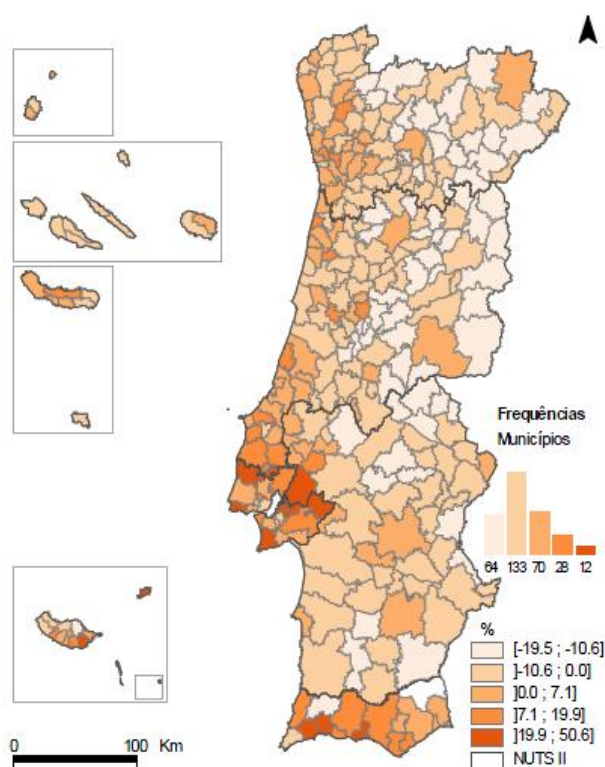 Frequências
Municípios
64 133 70 28 12
%
[-19.5 ; -10.6]
]-10.6 ; 0.0]
]0.0 ; 7.1]
]7.1 ; 19.9]
]19.9 ; 50.6]
NUTS II
0 100 Km